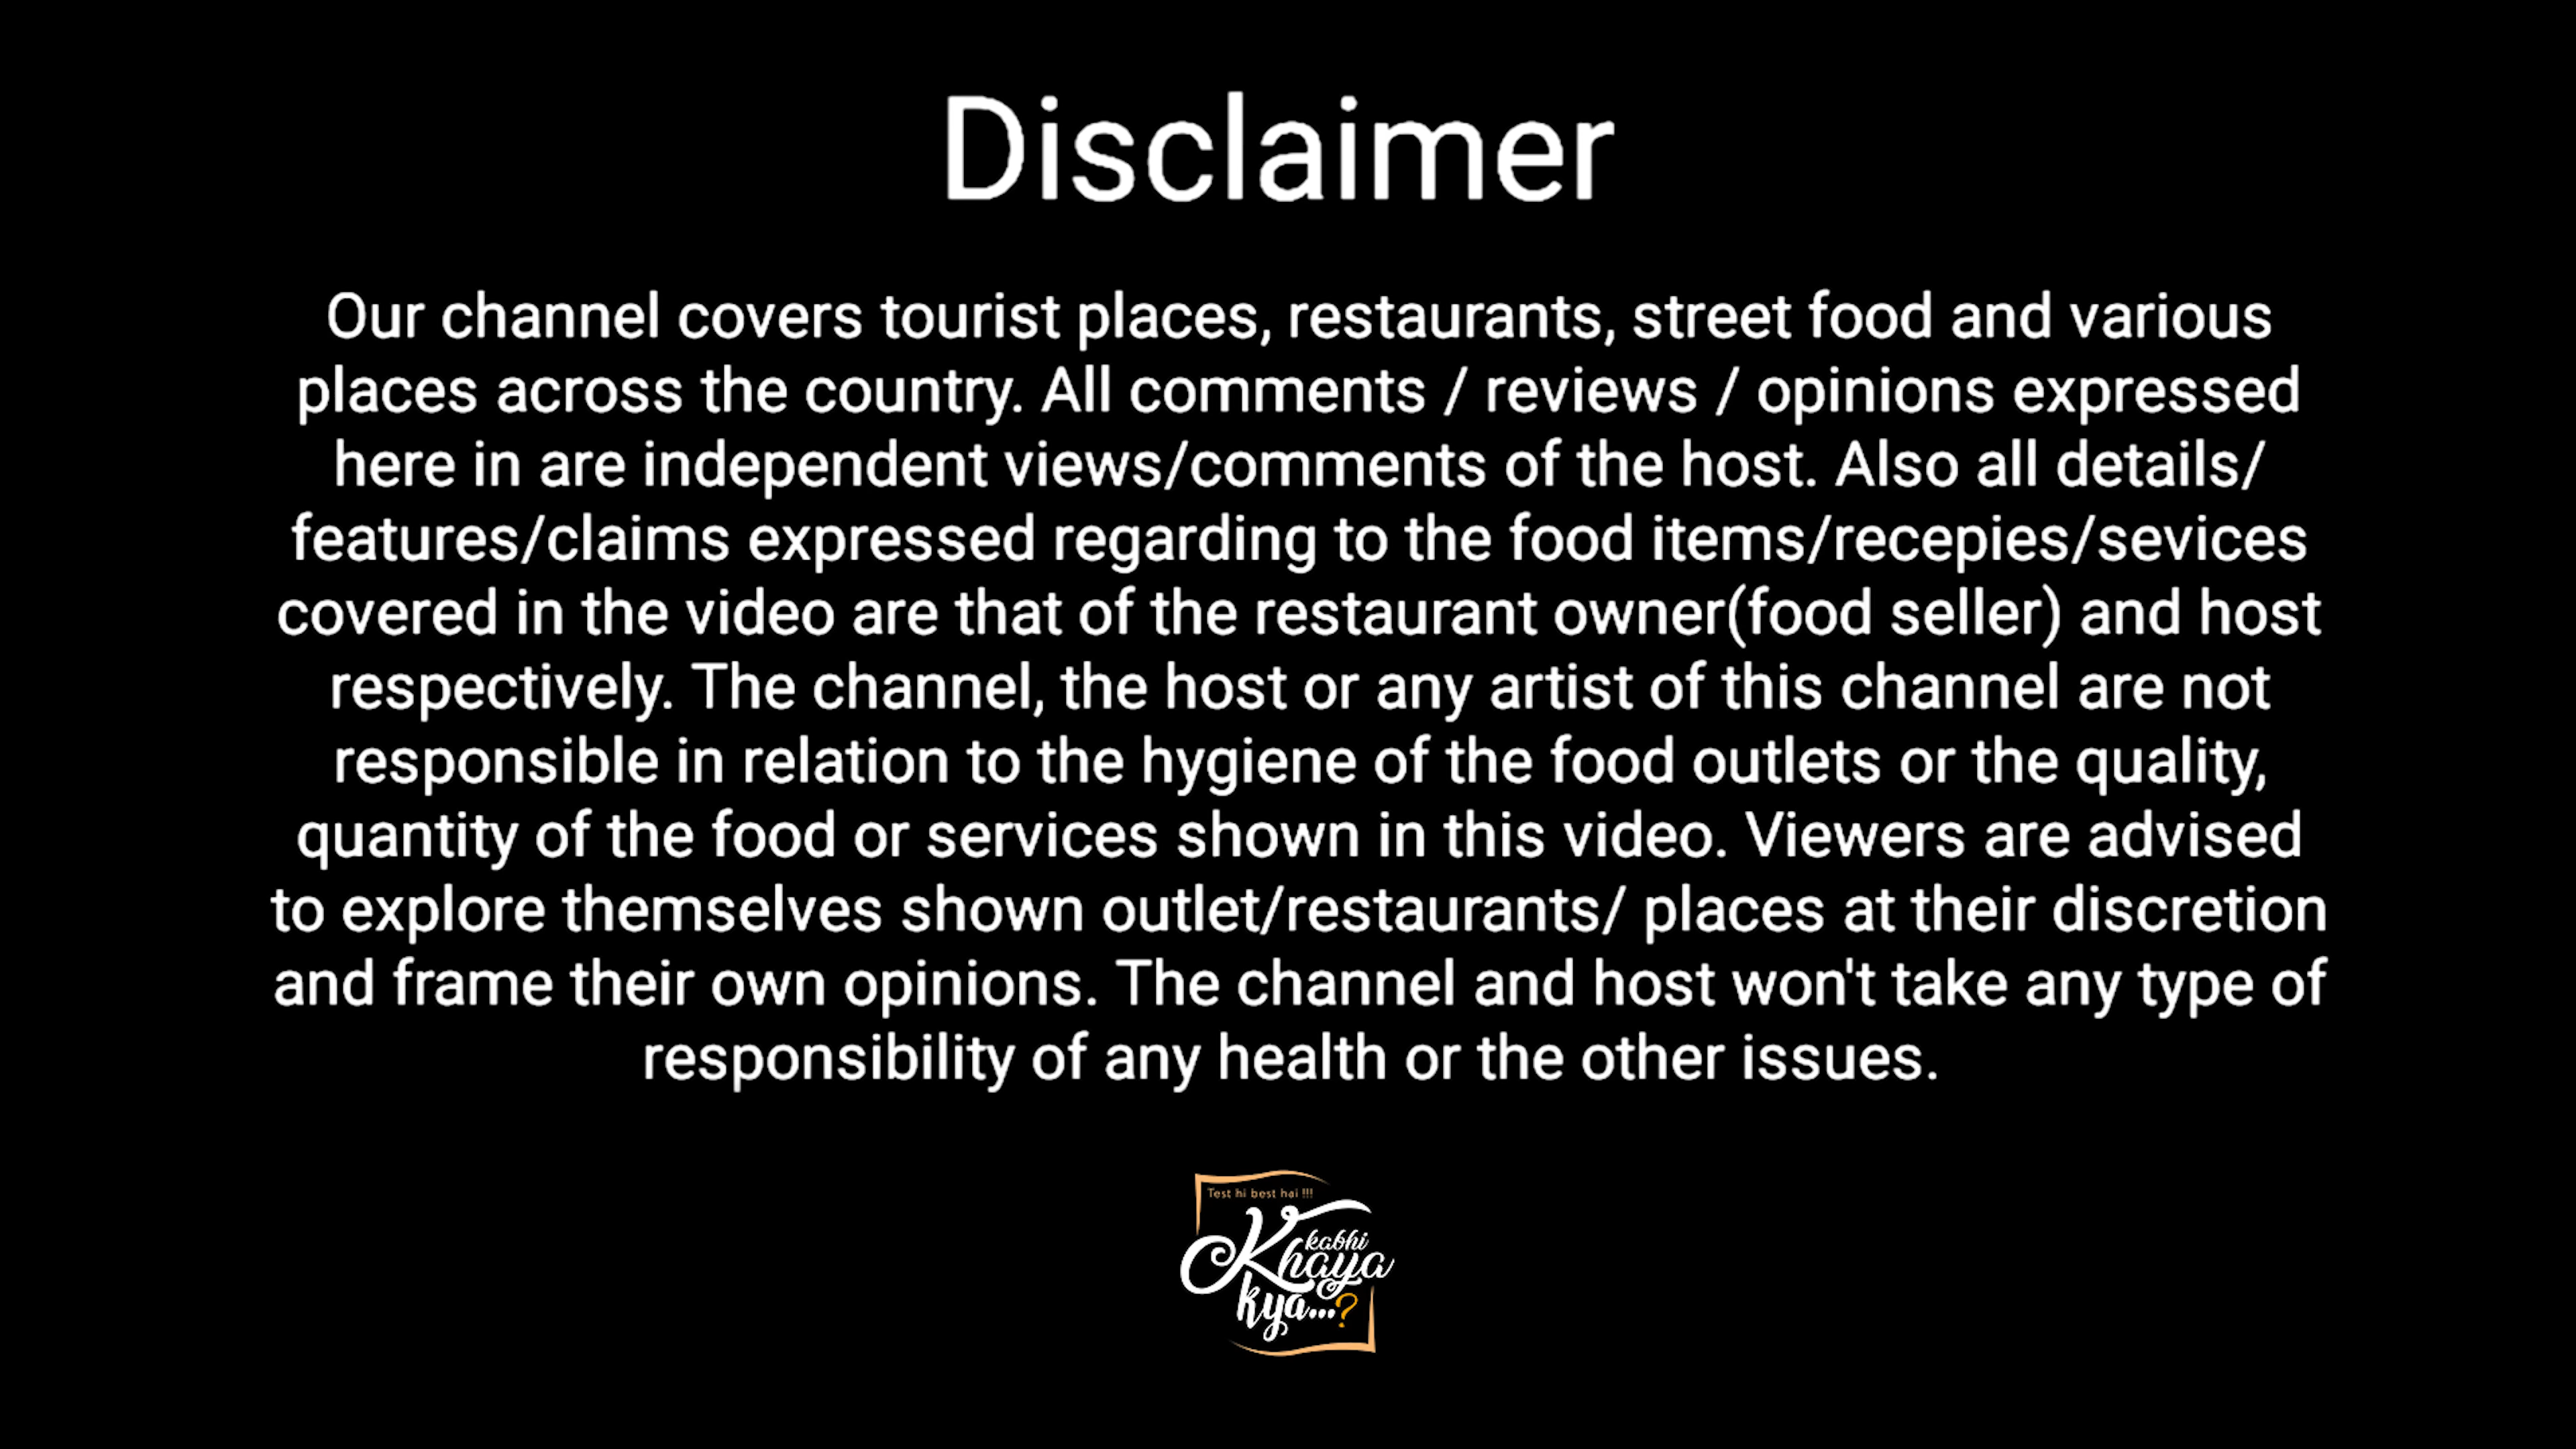 Disclaimer
Our channel covers tourist places, restaurants, street food and various
places across the country. All comments / reviews / opinions expressed
here in are independent views/comments of the host. Also all details/
features/claims expressed regarding to the food items/recepies/sevices
covered in the video are that of the restaurant owner(food seller) and host
respectively. The channel, the host or any artist of this channel are not
responsible in relation to the hygiene of the food outlets or the quality,
quantity of the food or services shown in this video. Viewers are advised
to explore themselves shown outlet/restaurants/ places at their discretion
and frame their own opinions. The channel and host won't take any type of
responsibility of any health or the other issues.
Test hi best hai !!!
kabhi
Khaya
kya...?